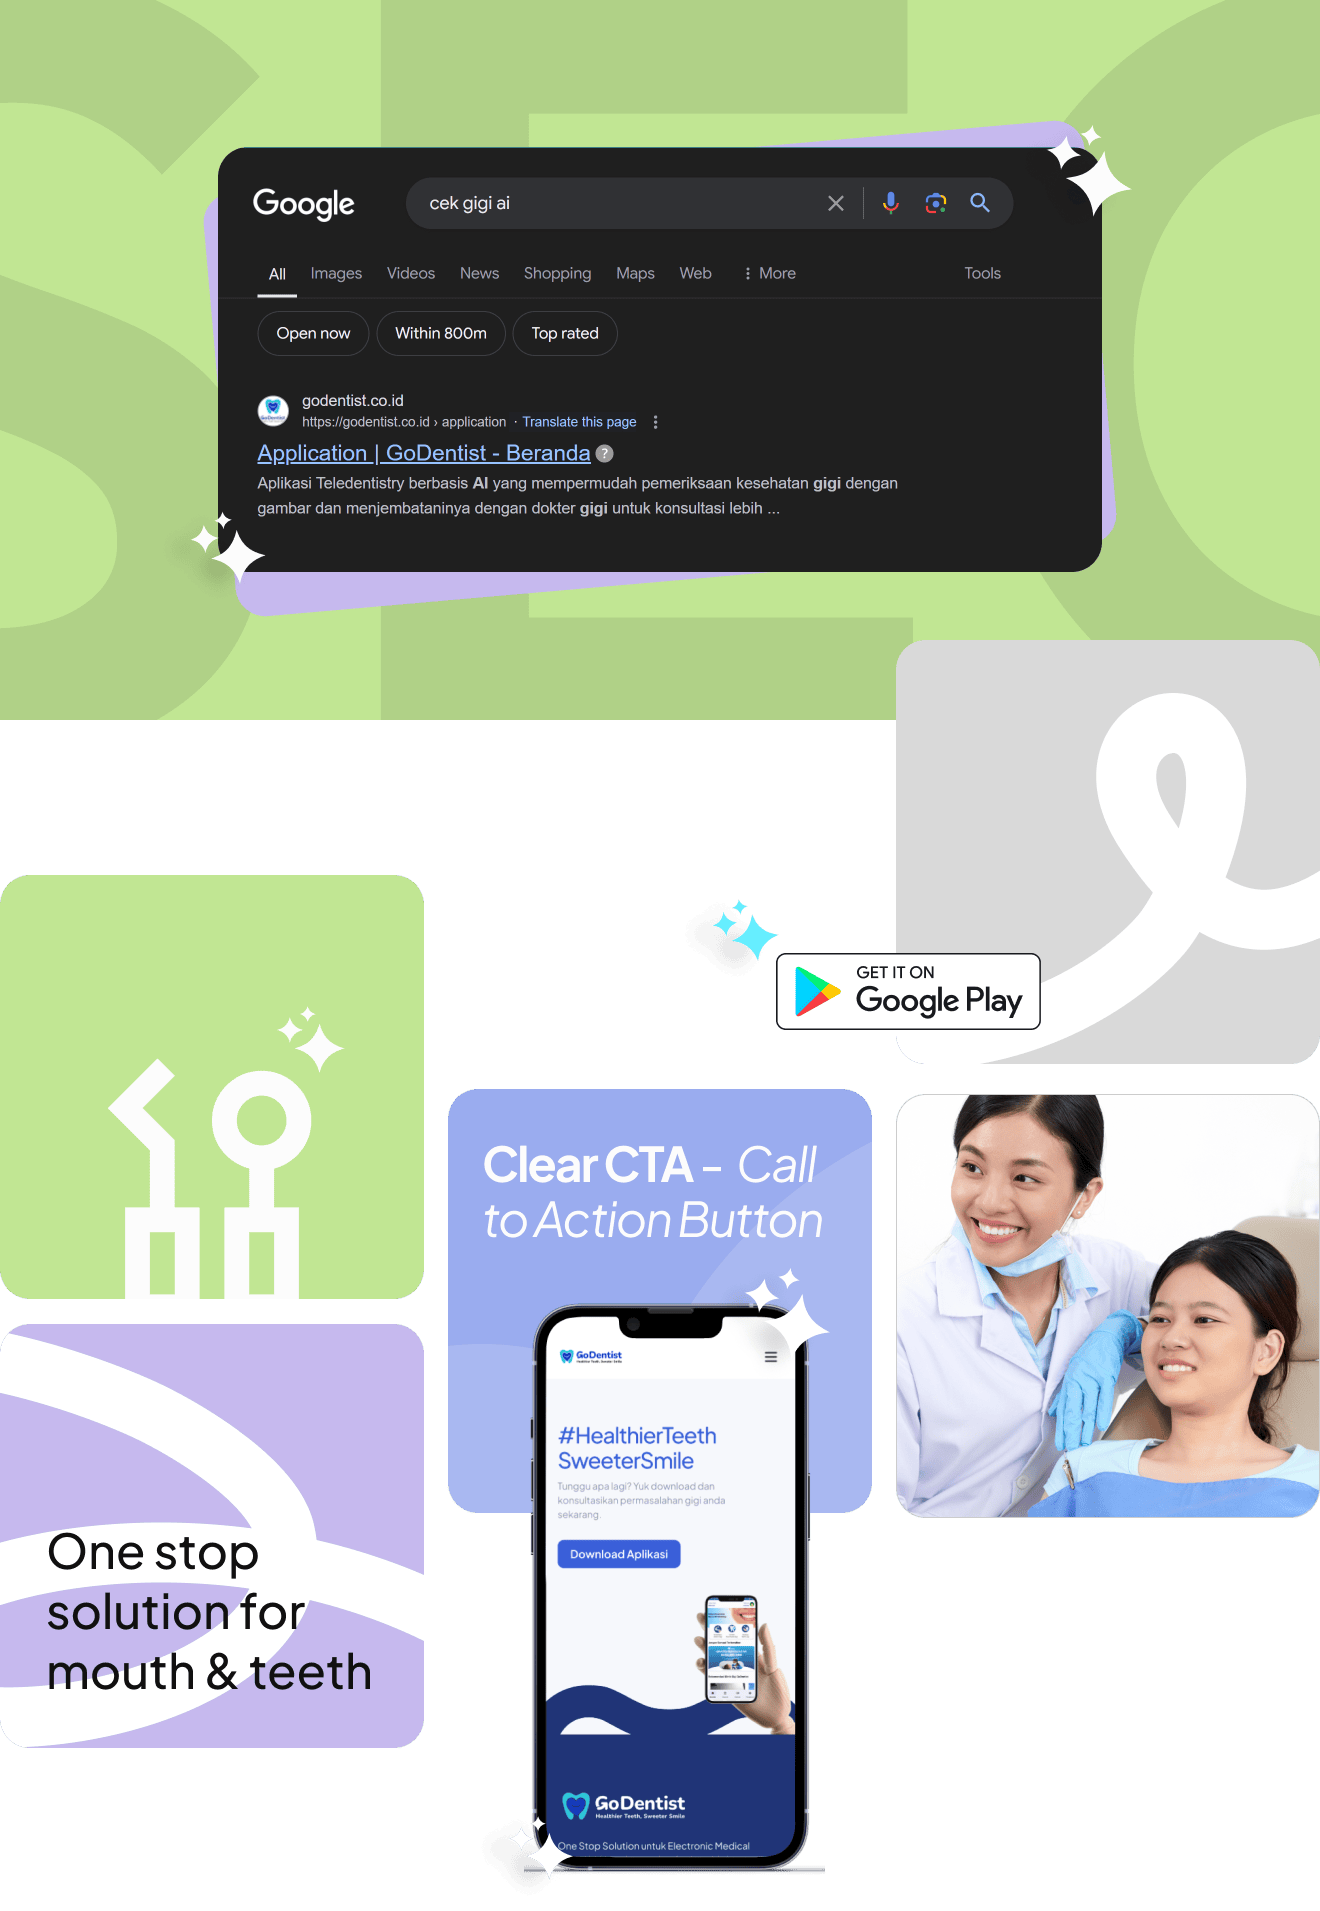 SEO
Google
cek gigi ai
All Images Videos News Shopping Maps Web More Tools
Open now Within 800m Top rated
godentist.co.id
https://godentist.co.id › application · Translate this page
Application | GoDentist - Beranda
Aplikasi Teledentistry berbasis AI yang mempermudah pemeriksaan kesehatan gigi dengan
gambar dan menjembataninya dengan dokter gigi untuk konsultasi lebih ...
GET IT ON
Google Play
Clear CTA - Call
to Action Button
GoDentist
Healthier Teeth, Sweeter Smile
#HealthierTeeth
SweeterSmile
Tunggu apa lagi? Yuk download dan
konsultasikan permasalahan gigi anda
sekarang.
Download Aplikasi
GoDentist
Healthier Teeth, Sweeter Smile
One Stop Solution untuk Electronic Medical
One stop
solution for
mouth & teeth